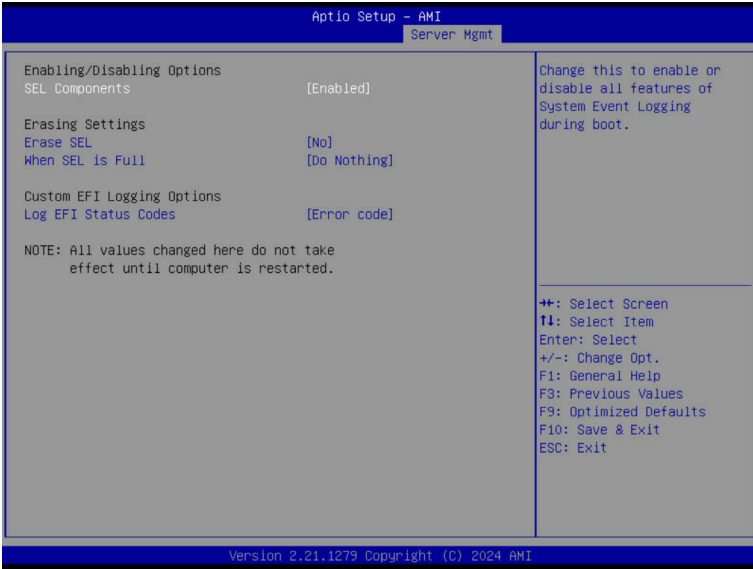 Aptio Setup – AMI
Server Mgmt
Enabling/Disabling Options
SEL Components [Enabled]
Erasing Settings
Erase SEL [No]
When SEL is Full [Do Nothing]
Custom EFI Logging Options
Log EFI Status Codes [Error code]
NOTE: All values changed here do not take
effect until computer is restarted.
Change this to enable or
disable all features of
System Event Logging
during boot.
→←: Select Screen
↑↓: Select Item
Enter: Select
+/-: Change Opt.
F1: General Help
F3: Previous Values
F9: Optimized Defaults
F10: Save & Exit
ESC: Exit
Version 2.21.1279 Copyright (C) 2024 AMI